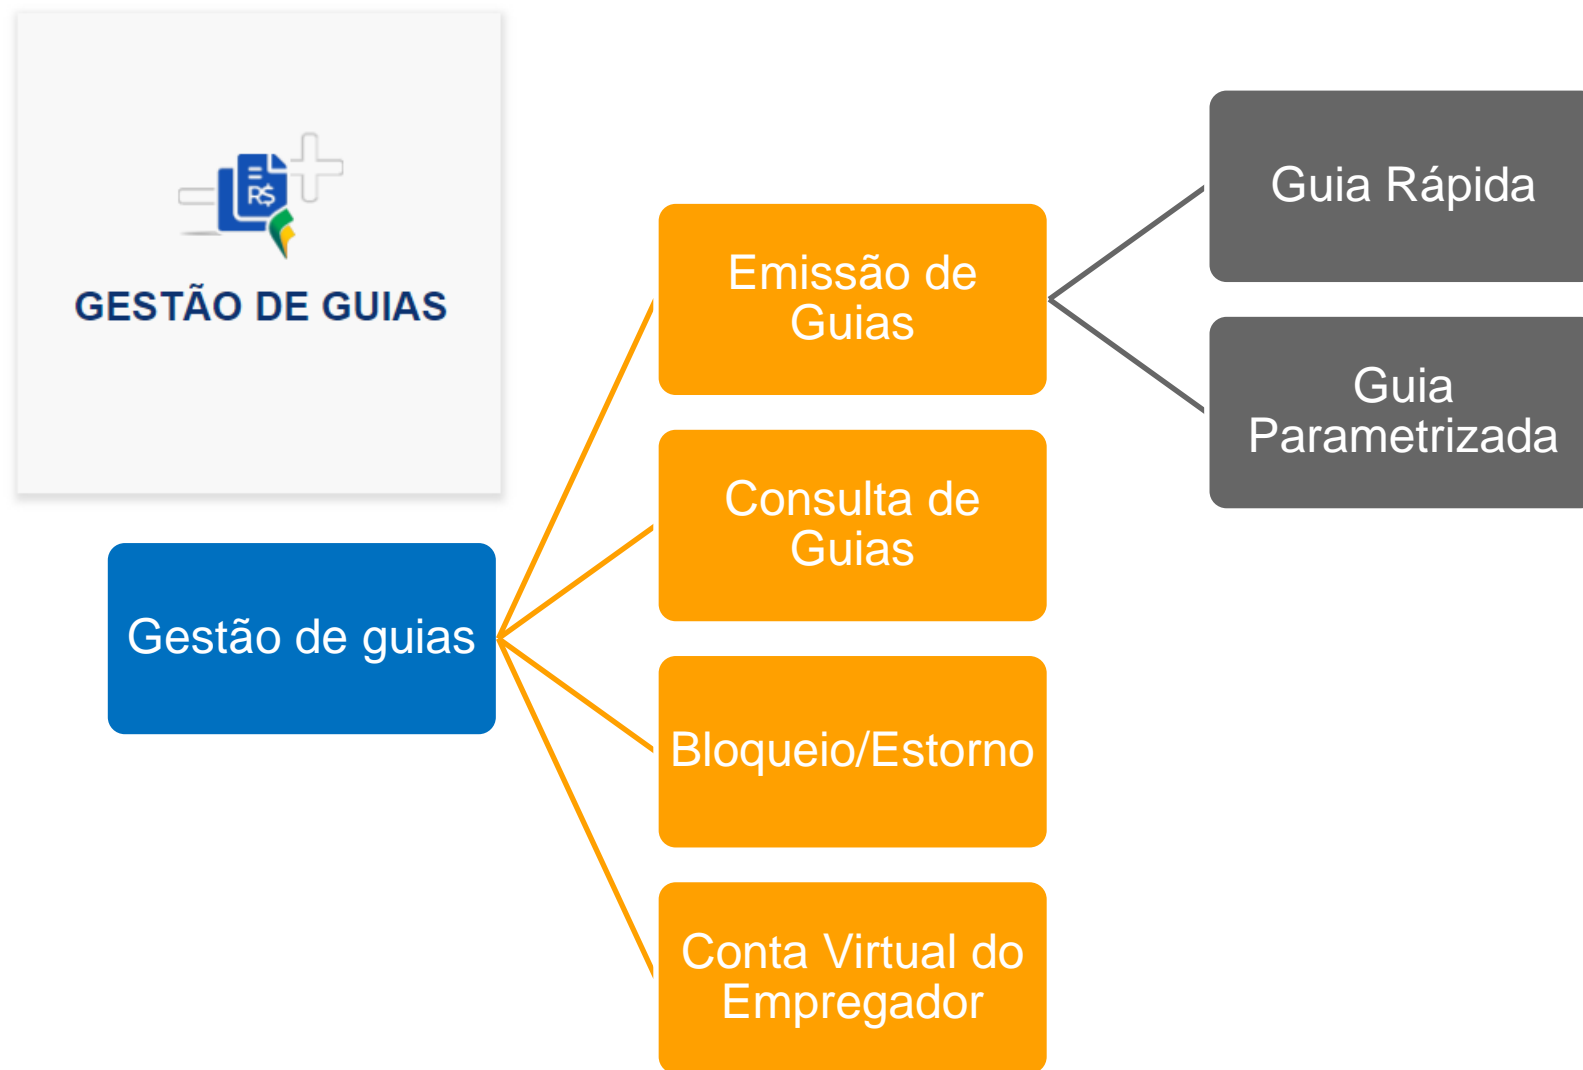 R$
GESTÃO DE GUIAS
Gestão de guias
Emissão de
Guias
Consulta de
Guias
Bloqueio/Estorno
Conta Virtual do
Empregador
Guia Rápida
Guia
Parametrizada